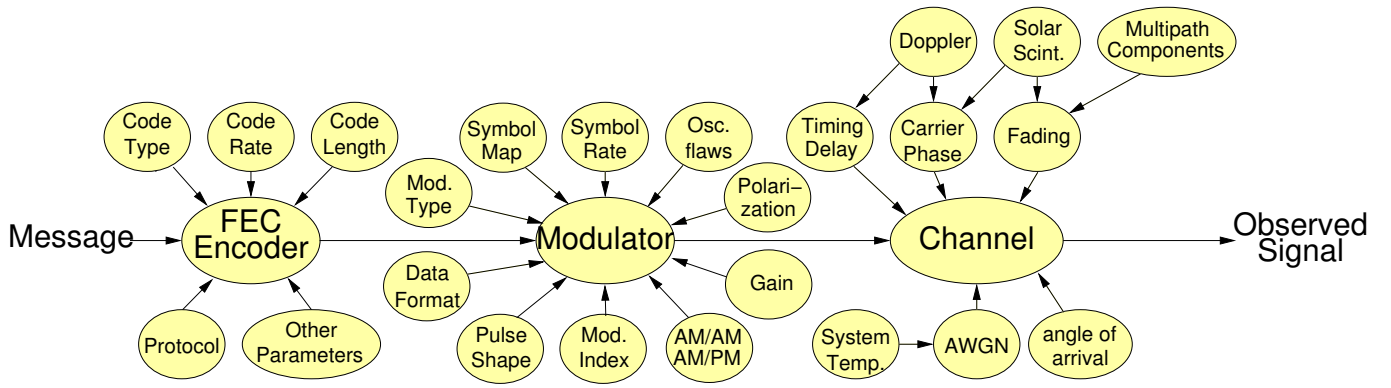 Doppler
Solar
Scint.
Multipath
Components
Code
Type
Code
Rate
Code
Length
Symbol
Map
Symbol
Rate
Osc.
flaws
Timing
Delay
Carrier
Phase
Fading
Mod.
Type
Polari−
zation
Message
FEC
Encoder
Modulator
Channel
Observed
Signal
Data
Format
Gain
Protocol
Other
Parameters
Pulse
Shape
Mod.
Index
AM/AM
AM/PM
System
Temp.
AWGN
angle of
arrival